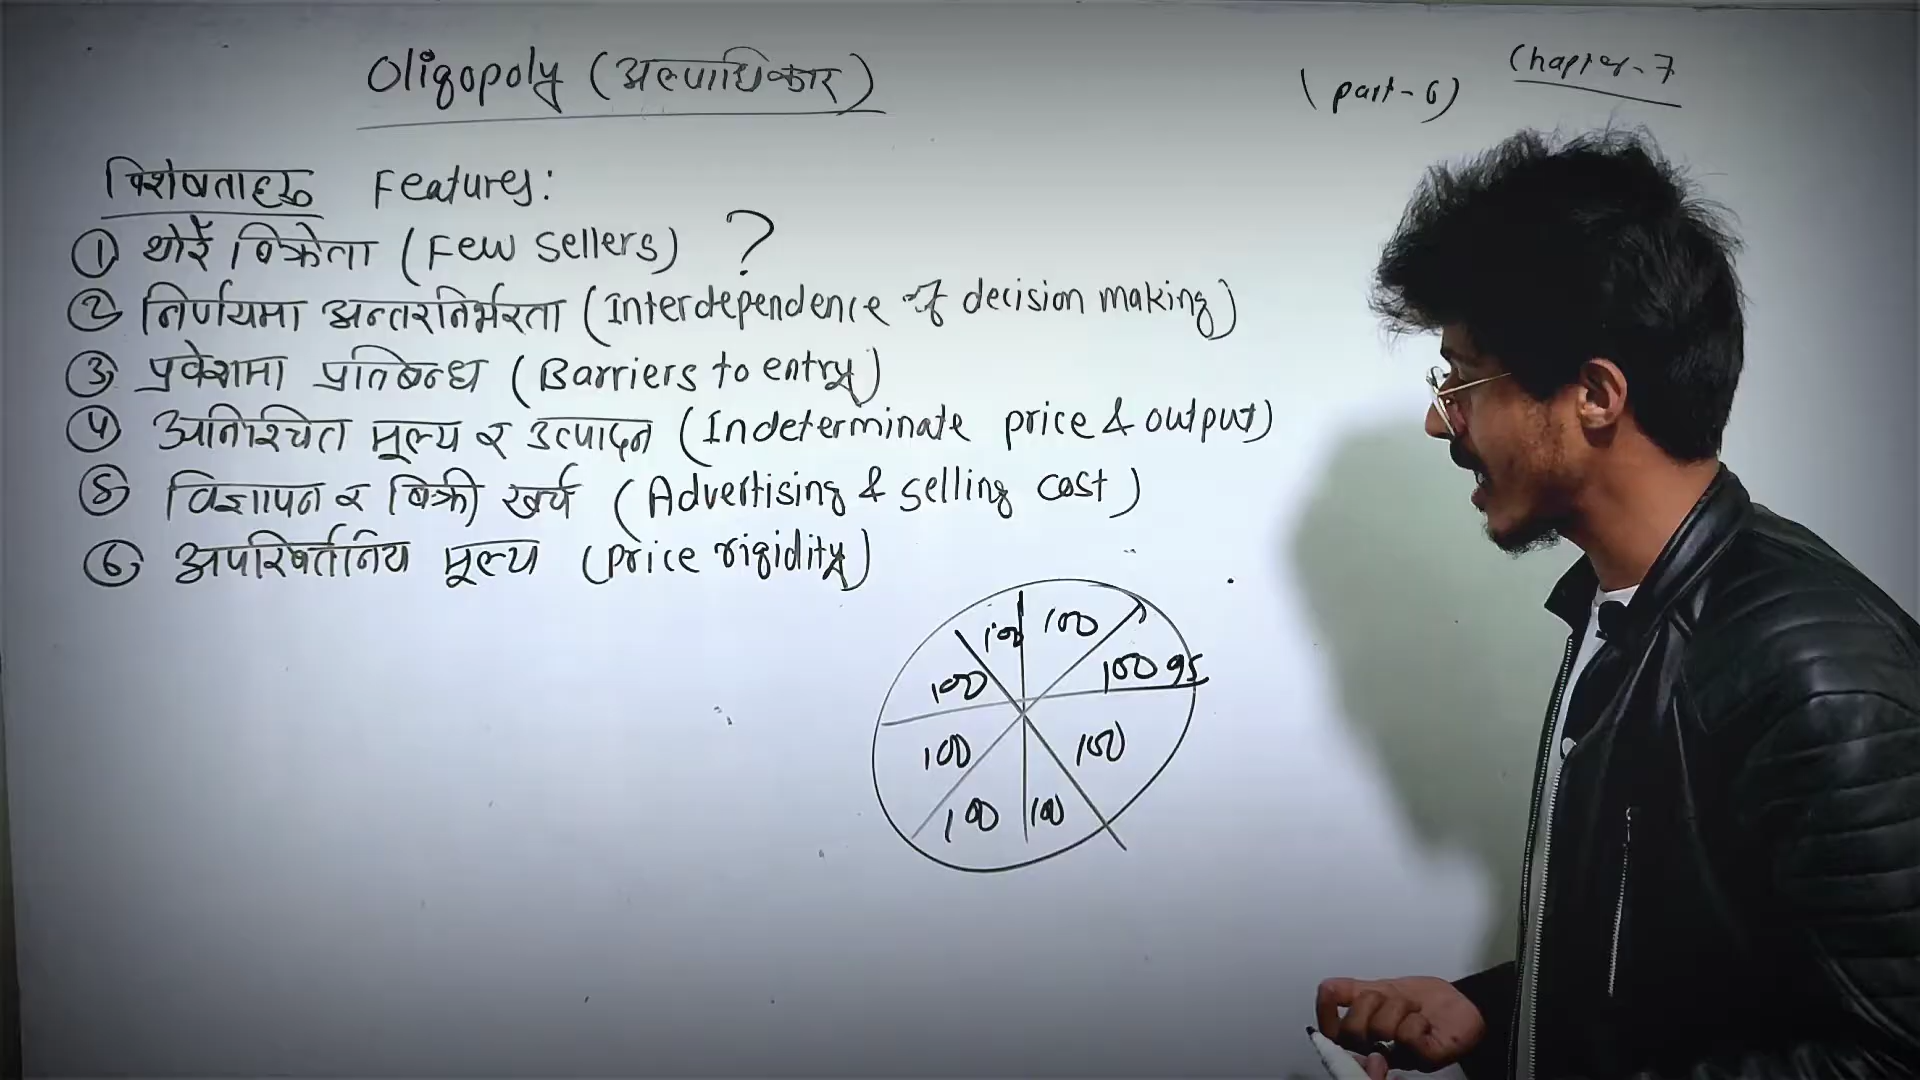 Oligopoly (अल्पाधिकार)
(part-6)
Chapter-7
विशेषताहरू Features:
① थोरै विक्रेता (Few sellers) ?
② निर्णयमा अन्तरनिर्भरता (Interdependence of decision making)
③ प्रवेशमा प्रतिबन्ध (Barriers to entry)
④ अनिश्चित मूल्य र उत्पादन (Indeterminate price & output)
⑤ विज्ञापन र बिक्री खर्च (Advertising & selling cost)
⑥ अपरिवर्तनिय मूल्य (price rigidity)
100 100
100 100 95
100 100
100 100